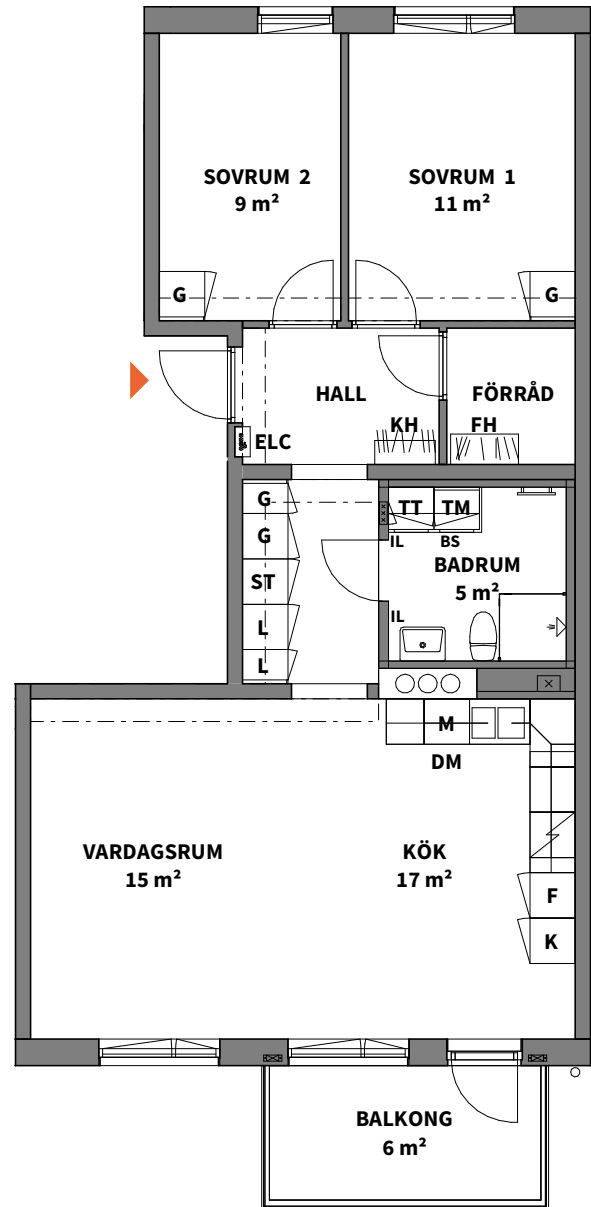 SOVRUM 2
9 m²
SOVRUM 1
11 m²
G
G
HALL
FÖRRÅD
KH
FH
ELC
G
TT
TM
G
IL
BS
BADRUM
5 m²
ST
IL
L
L
M
DM
VARDAGSRUM
15 m²
KÖK
17 m²
F
K
BALKONG
6 m²